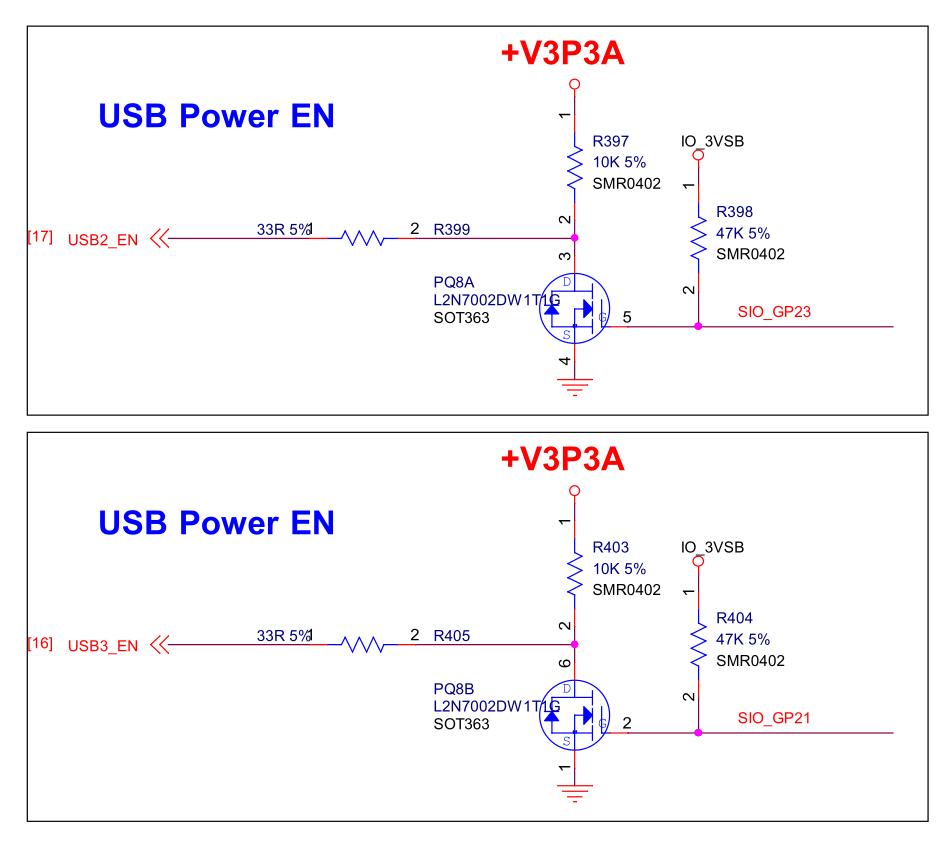 +V3P3A
USB Power EN
1
R397
10K 5%
SMR0402
IO_3VSB
1
R398
47K 5%
SMR0402
2
[17]
USB2_EN
33R 5%
1
2
R399
2
3
PQ8A
L2N7002DW1T1G
SOT363
D
G
S
5
SIO_GP23
4
+V3P3A
USB Power EN
1
R403
10K 5%
SMR0402
IO_3VSB
1
R404
47K 5%
SMR0402
2
[16]
USB3_EN
33R 5%
1
2
R405
2
6
PQ8B
L2N7002DW1T1G
SOT363
D
G
S
2
SIO_GP21
1